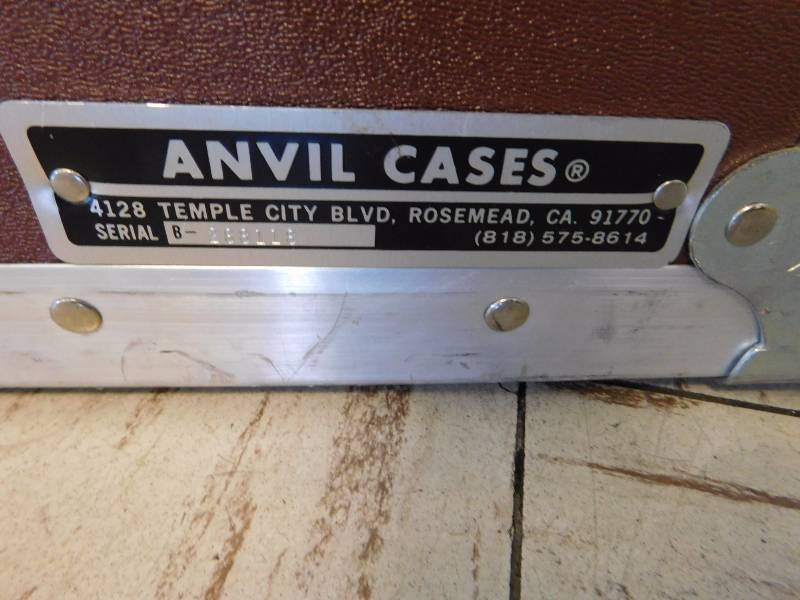 ANVIL CASES®
4128 TEMPLE CITY BLVD, ROSEMEAD, CA. 91770
SERIAL B-
(818) 575-8614